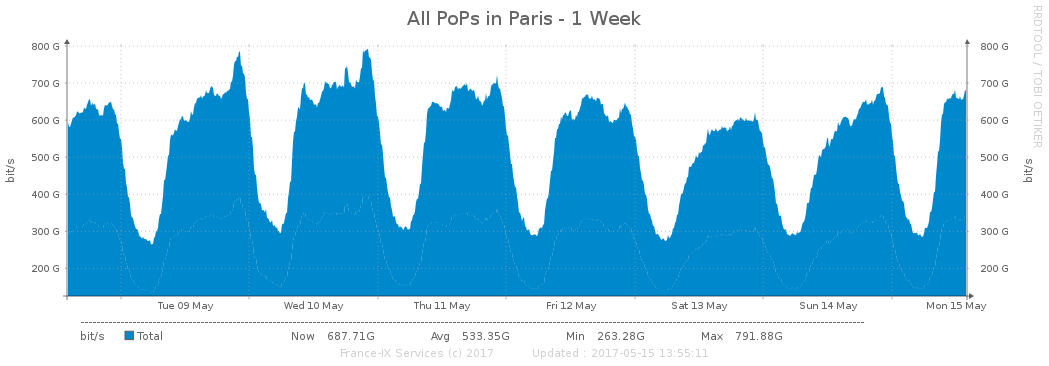 All PoPs in Paris - 1 Week
RRDTOOL / TOBI OETIKER
800 G 800 G
700 G 700 G
600 G 600 G
500 G 500 G
400 G 400 G
300 G 300 G
200 G 200 G
bit/s
bit/s
Tue 09 May Wed 10 May Thu 11 May Fri 12 May Sat 13 May Sun 14 May Mon 15 May
bit/s Total Now 687.71G Avg 533.35G Min 263.28G Max 791.88G
France-IX Services (c) 2017 Updated : 2017-05-15 13:55:11